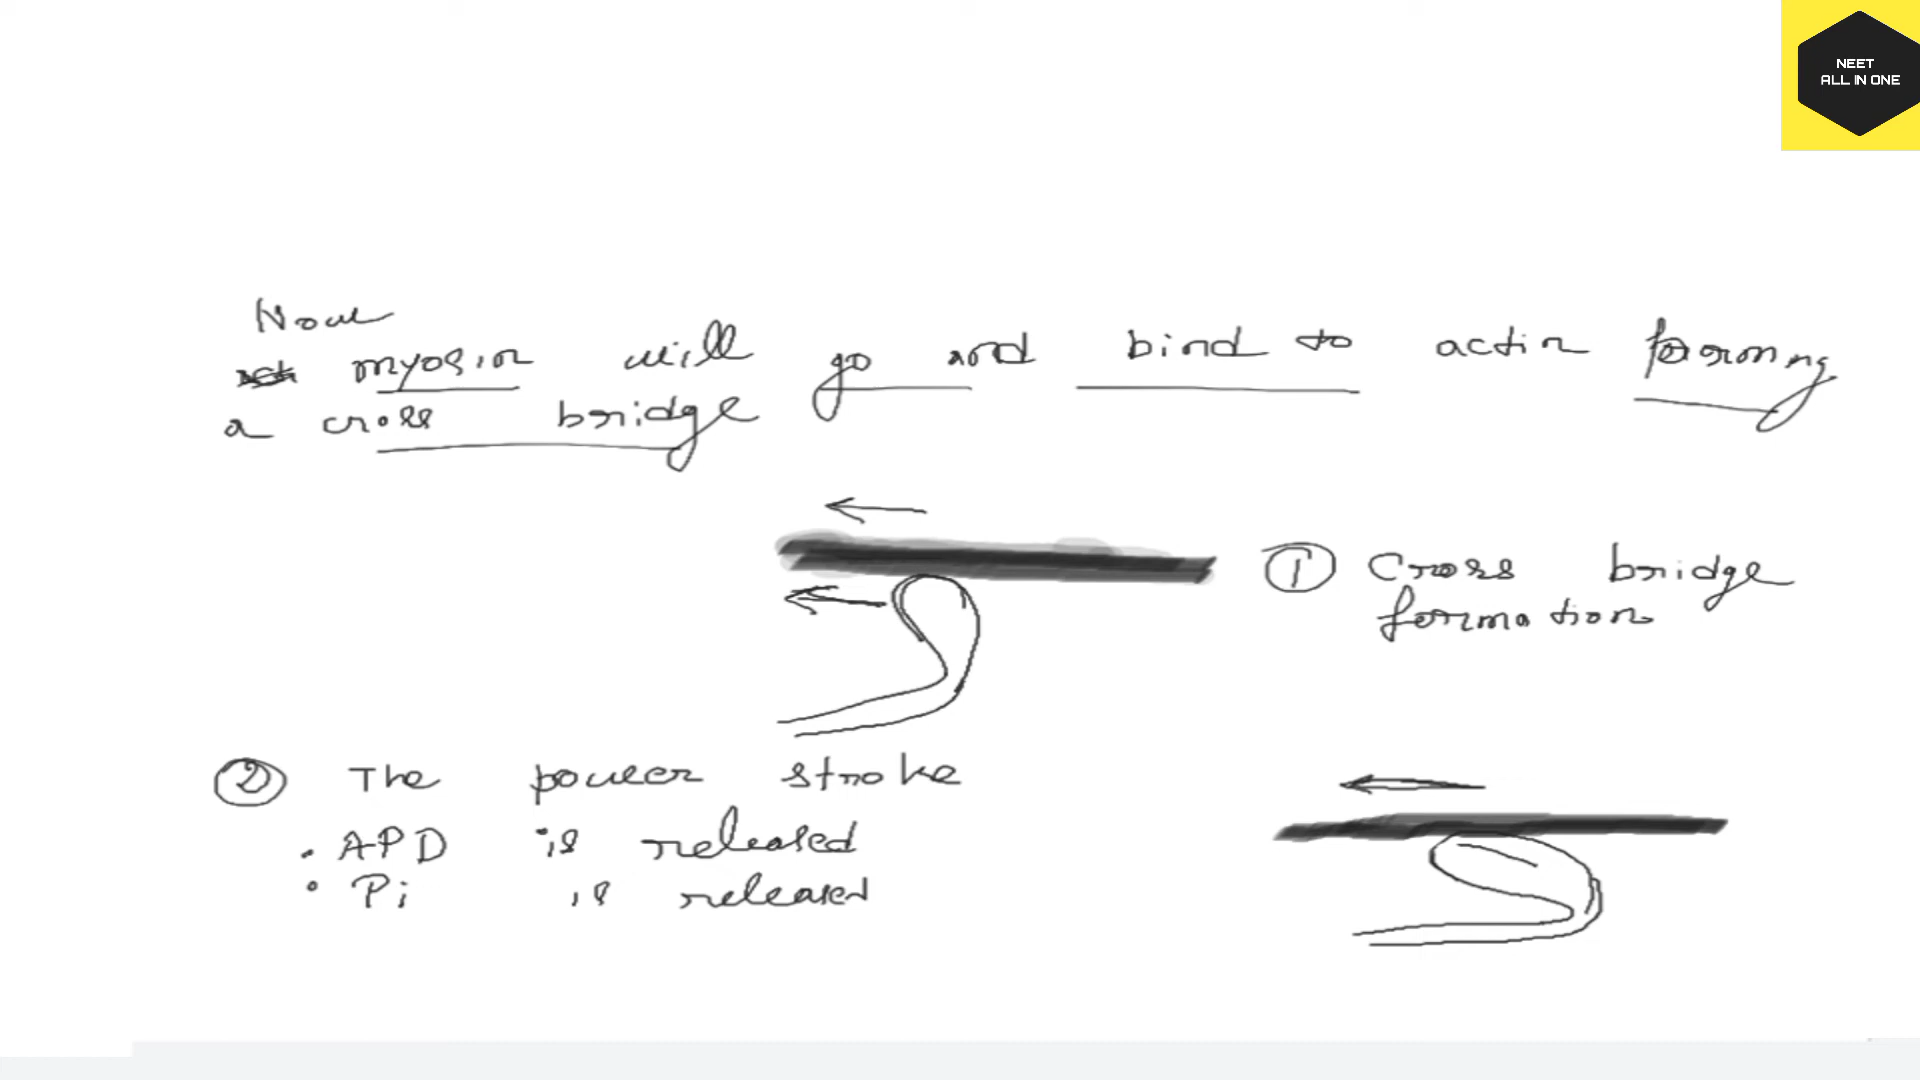 NEET
ALL IN ONE
Now
myosin will go and bind to actin forming
a cross bridge
① Cross bridge
formation
② The power stroke
. APD is released
. Pi is released